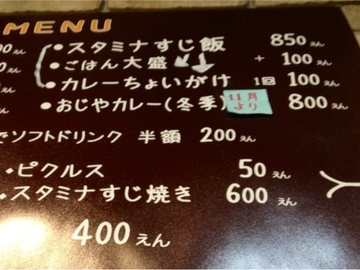 MENU
・スタミナすじ飯 850えん
・ごはん大盛 + 100えん
・カレーちょいがけ 1回 100えん
・おじやカレー(冬季) 11月より 800えん
でソフトドリンク 半額 200えん
・ピクルス 50えん
・スタミナすじ焼き 600えん
400えん